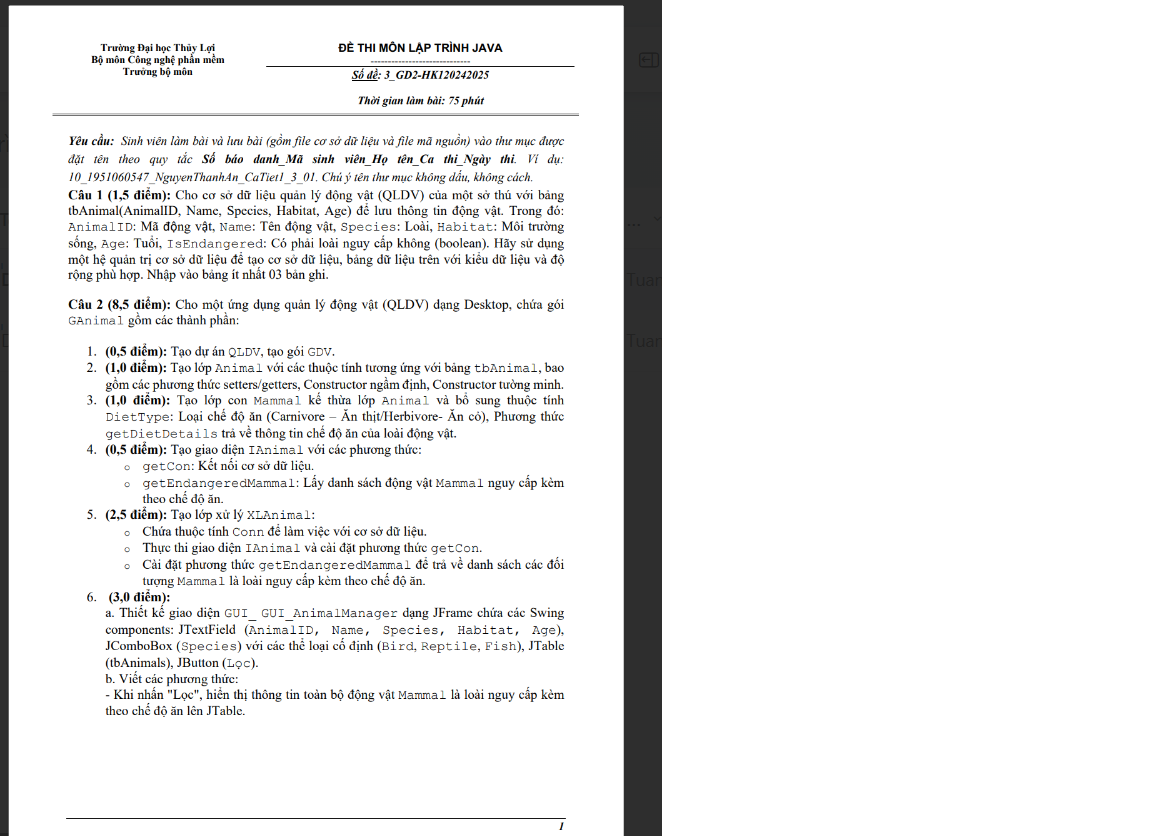 Trường Đại học Thủy Lợi
Bộ môn Công nghệ phần mềm
Trưởng bộ môn
ĐỀ THI MÔN LẬP TRÌNH JAVA
----------------------------
Số đề: 3_GD2-HK120242025
Thời gian làm bài: 75 phút
Yêu cầu: Sinh viên làm bài và lưu bài (gồm file cơ sở dữ liệu và file mã nguồn) vào thư mục được
đặt tên theo quy tắc Số báo danh_Mã sinh viên_Họ tên_Ca thi_Ngày thi. Ví dụ:
10_1951060547_NguyenThanhAn_CaTiet1_3_01. Chú ý tên thư mục không dấu, không cách.
Câu 1 (1,5 điểm): Cho cơ sở dữ liệu quản lý động vật (QLDV) của một sở thú với bảng
tbAnimal(AnimalID, Name, Species, Habitat, Age) để lưu thông tin động vật. Trong đó:
AnimalID: Mã động vật, Name: Tên động vật, Species: Loài, Habitat: Môi trường
sống, Age: Tuổi, IsEndangered: Có phải loài nguy cấp không (boolean). Hãy sử dụng
một hệ quản trị cơ sở dữ liệu để tạo cơ sở dữ liệu, bảng dữ liệu trên với kiểu dữ liệu và độ
rộng phù hợp. Nhập vào bảng ít nhất 03 bản ghi.
Câu 2 (8,5 điểm): Cho một ứng dụng quản lý động vật (QLDV) dạng Desktop, chứa gói
GAnimal gồm các thành phần:
1. (0,5 điểm): Tạo dự án QLDV, tạo gói GDV.
2. (1,0 điểm): Tạo lớp Animal với các thuộc tính tương ứng với bảng tbAnimal, bao
gồm các phương thức setters/getters, Constructor ngầm định, Constructor tường minh.
3. (1,0 điểm): Tạo lớp con Mammal kế thừa lớp Animal và bổ sung thuộc tính
DietType: Loại chế độ ăn (Carnivore – Ăn thịt/Herbivore- Ăn cỏ), Phương thức
getDietDetails trả về thông tin chế độ ăn của loài động vật.
4. (0,5 điểm): Tạo giao diện IAnimal với các phương thức:
o getCon: Kết nối cơ sở dữ liệu.
o getEndangeredMammal: Lấy danh sách động vật Mammal nguy cấp kèm
theo chế độ ăn.
5. (2,5 điểm): Tạo lớp xử lý XLAnimal:
o Chứa thuộc tính Conn để làm việc với cơ sở dữ liệu.
o Thực thi giao diện IAnimal và cài đặt phương thức getCon.
o Cài đặt phương thức getEndangeredMammal để trả về danh sách các đối
tượng Mammal là loài nguy cấp kèm theo chế độ ăn.
6. (3,0 điểm):
a. Thiết kế giao diện GUI_ GUI_AnimalManager dạng JFrame chứa các Swing
components: JTextField (AnimalID, Name, Species, Habitat, Age),
JComboBox (Species) với các thể loại cố định (Bird, Reptile, Fish), JTable
(tbAnimals), JButton (Lọc).
b. Viết các phương thức:
- Khi nhấn "Lọc", hiển thị thông tin toàn bộ động vật Mammal là loài nguy cấp kèm
theo chế độ ăn lên JTable.
1
Tuan
Tuan